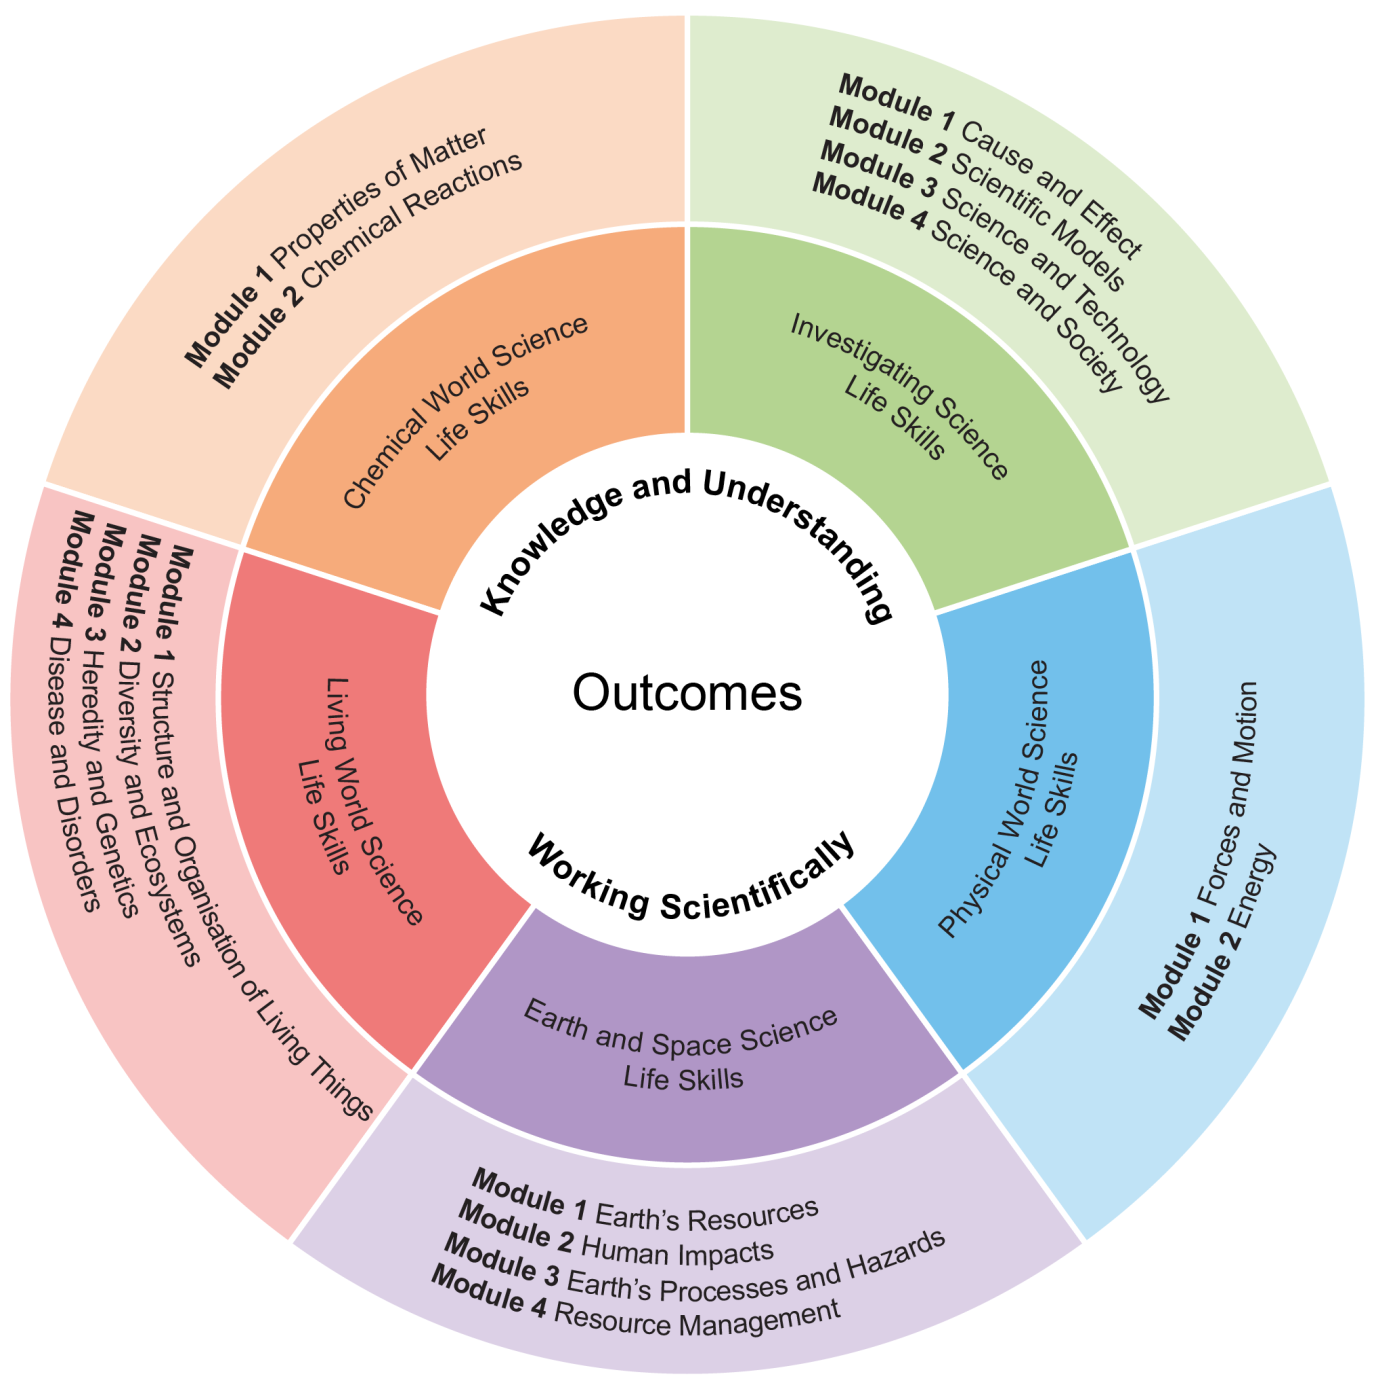 Knowledge and Understanding
Outcomes
Working Scientifically
Investigating Science
Life Skills
Module 1 Cause and Effect
Module 2 Scientific Models
Module 3 Science and Technology
Module 4 Science and Society
Physical World Science
Life Skills
Module 1 Forces and Motion
Module 2 Energy
Earth and Space Science
Life Skills
Module 1 Earth’s Resources
Module 2 Human Impacts
Module 3 Earth’s Processes and Hazards
Module 4 Resource Management
Living World Science
Life Skills
Module 1 Structure and Organisation of Living Things
Module 2 Diversity and Ecosystems
Module 3 Heredity and Genetics
Module 4 Disease and Disorders
Chemical World Science
Life Skills
Module 1 Properties of Matter
Module 2 Chemical Reactions